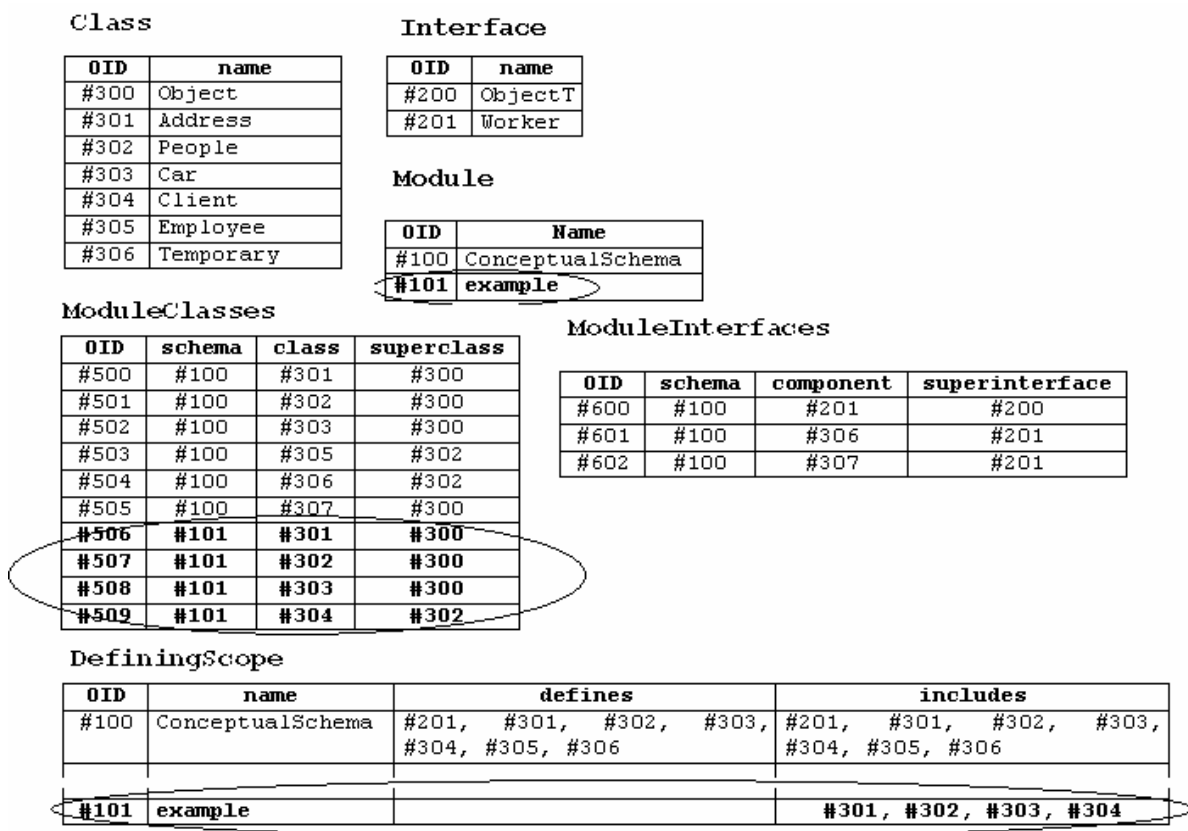 Class
OID name
#300 Object
#301 Address
#302 People
#303 Car
#304 Client
#305 Employee
#306 Temporary
Interface
OID name
#200 ObjectT
#201 Worker
Module
OID Name
#100 ConceptualSchema
#101 example
ModuleClasses
OID schema class superclass
#500 #100 #301 #300
#501 #100 #302 #300
#502 #100 #303 #300
#503 #100 #305 #302
#504 #100 #306 #302
#505 #100 #307 #300
#506 #101 #301 #300
#507 #101 #302 #300
#508 #101 #303 #300
#509 #101 #304 #302
ModuleInterfaces
OID schema component superinterface
#600 #100 #201 #200
#601 #100 #306 #201
#602 #100 #307 #201
DefiningScope
OID name defines includes
#100 ConceptualSchema #201, #301, #302, #303, #201, #301, #302, #303,
#304, #305, #306 #304, #305, #306
#101 example #301, #302, #303, #304